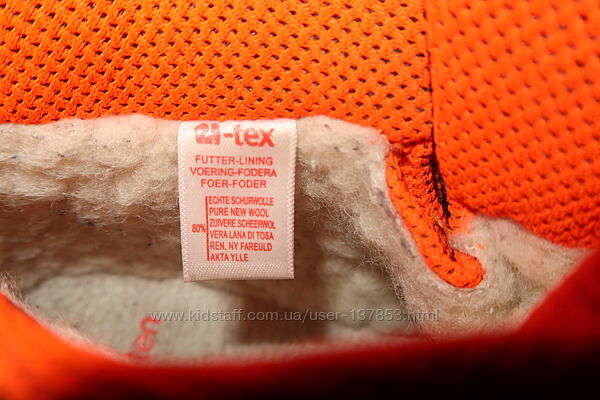 -tex
FUTTER-LINING
VOERING-FODERA
FOER-FODER
80%
ECHTE SCHURWOLLE
PURE NEW WOOL
ZUIVERE SCHEERWOL
VERA LANA DI TOSA
REN. NY FAREULD
AKTA YLLE
www.kidstaff.com.ua/user-137853.html
ten